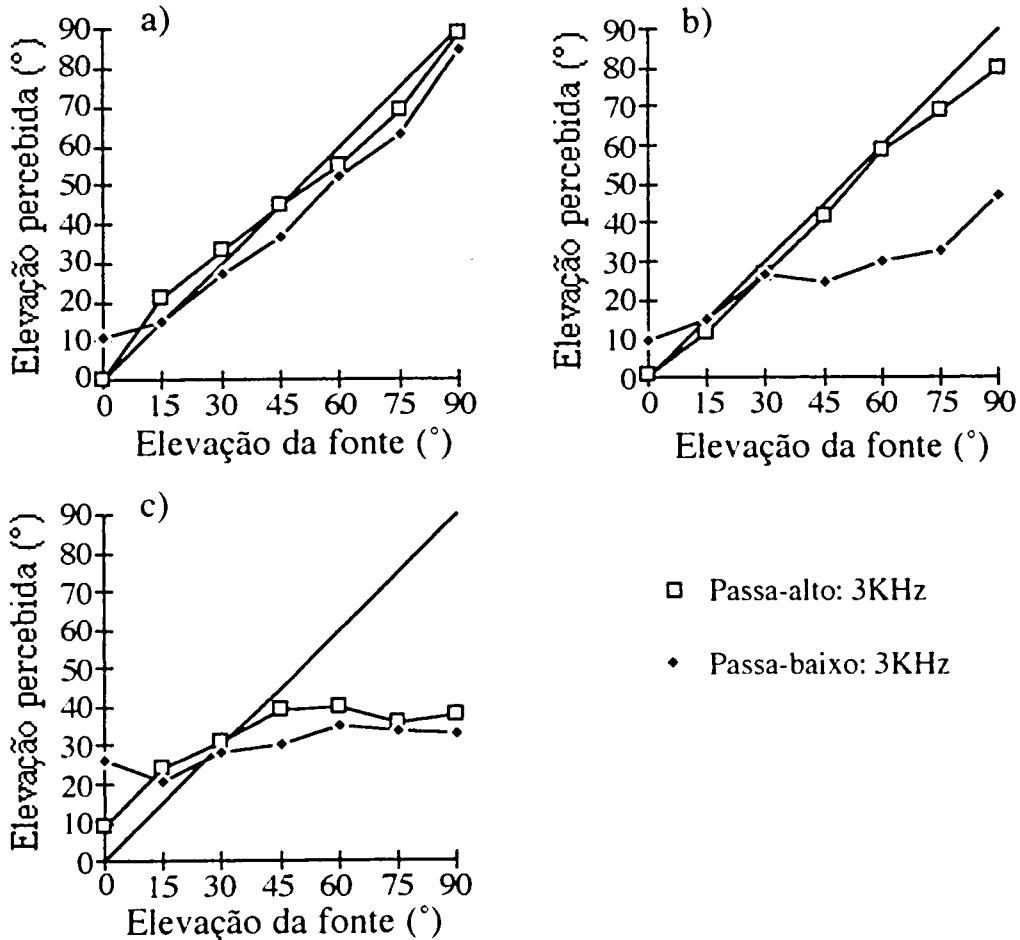 a)
Elevação percebida (°)
90
80
70
60
50
40
30
20
10
0
0 15 30 45 60 75 90
Elevação da fonte (°)
b)
Elevação percebida (°)
90
80
70
60
50
40
30
20
10
0
0 15 30 45 60 75 90
Elevação da fonte (°)
c)
Elevação percebida (°)
90
80
70
60
50
40
30
20
10
0
0 15 30 45 60 75 90
Elevação da fonte (°)
Passa-alto: 3KHz
Passa-baixo: 3KHz